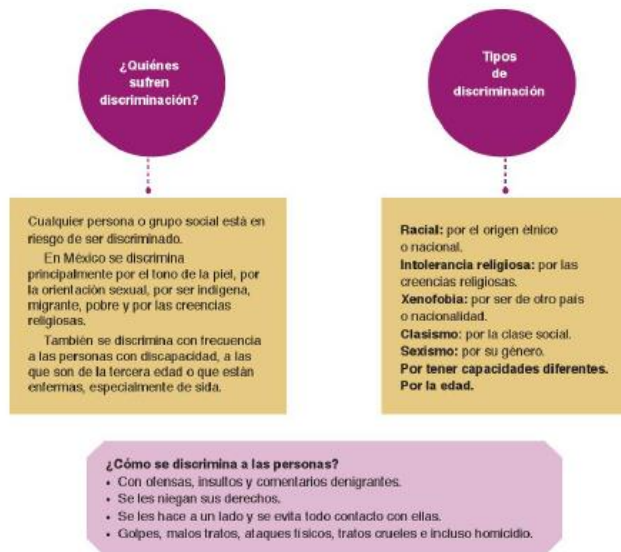 ¿Quiénes
sufren
discriminación?
Tipos
de
discriminación
Cualquier persona o grupo social está en
riesgo de ser discriminado.
En México se discrimina
principalmente por el tono de la piel, por
la orientación sexual, por ser indígena,
migrante, pobre y por las creencias
religiosas.
También se discrimina con frecuencia
a las personas con discapacidad, a las
que son de la tercera edad o que están
enfermas, especialmente de sida.
Racial: por el origen étnico
o nacional.
Intolerancia religiosa: por las
creencias religiosas.
Xenofobia: por ser de otro país
o nacionalidad.
Clasismo: por la clase social.
Sexismo: por su género.
Por tener capacidades diferentes.
Por la edad.
¿Cómo se discrimina a las personas?
• Con ofensas, insultos y comentarios denigrantes.
• Se les niegan sus derechos.
• Se les hace a un lado y se evita todo contacto con ellas.
• Golpes, malos tratos, ataques físicos, tratos crueles e incluso homicidio.